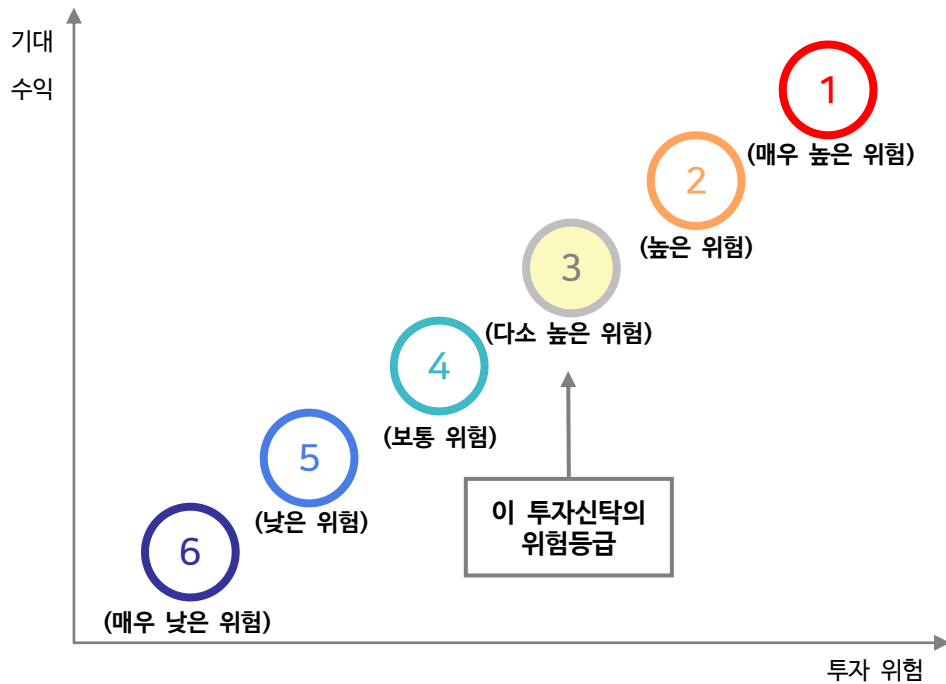 기대
수익
1
(매우 높은 위험)
2
(높은 위험)
3
(다소 높은 위험)
4
(보통 위험)
5
(낮은 위험)
이 투자신탁의
위험등급
6
(매우 낮은 위험)
투자 위험